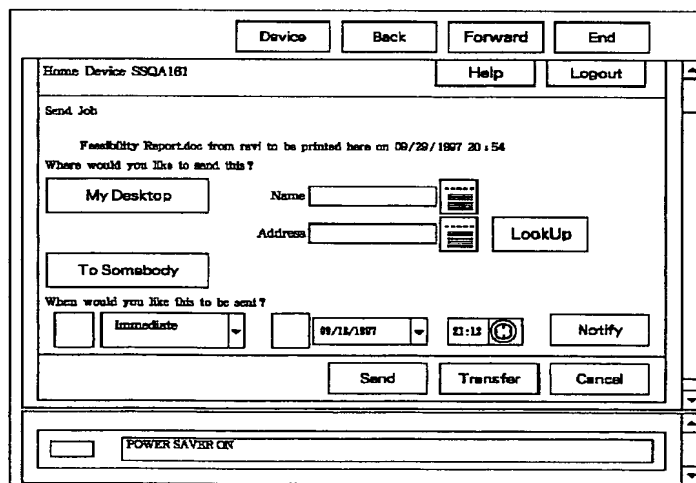 Device Back Forward End
Home Device SSQA161 Help Logout
Send Job
Feasibility Report.doc from ravi to be printed here on 09/29/1997 20:54
Where would you like to send this?
My Desktop Name
Address LookUp
To Somebody
When would you like this to be sent?
Immediate 09/18/1997 21:13 Notify
Send Transfer Cancel
POWER SAVER ON